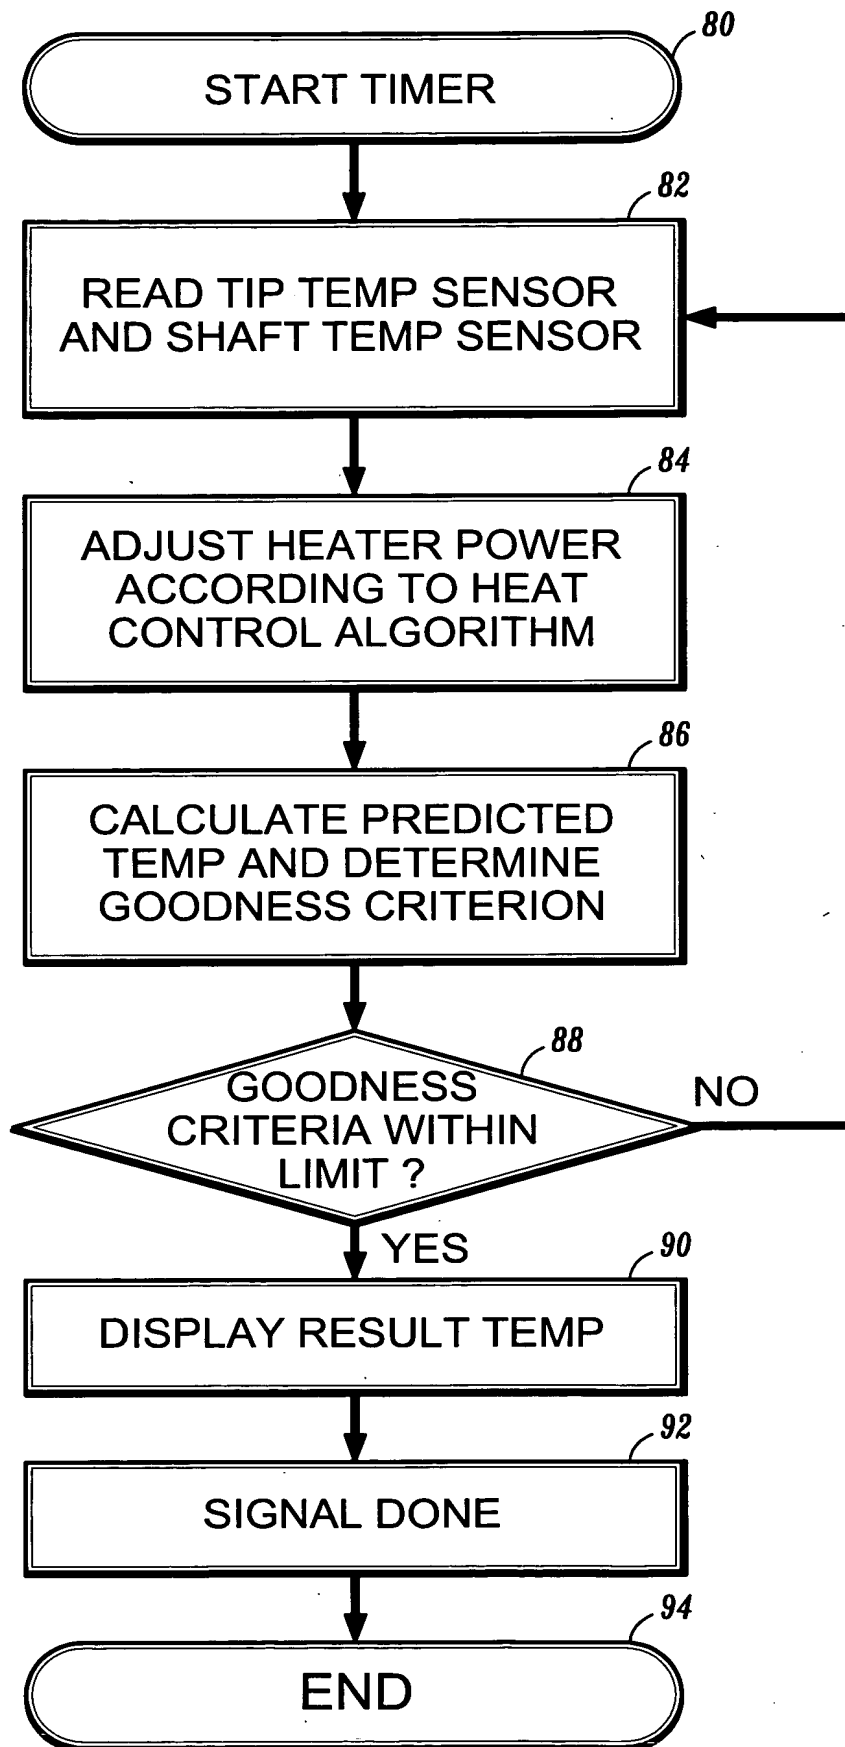 80
START TIMER
82
READ TIP TEMP SENSOR
AND SHAFT TEMP SENSOR
84
ADJUST HEATER POWER
ACCORDING TO HEAT
CONTROL ALGORITHM
86
CALCULATE PREDICTED
TEMP AND DETERMINE
GOODNESS CRITERION
88
GOODNESS
CRITERIA WITHIN
LIMIT ?
NO
YES
90
DISPLAY RESULT TEMP
92
SIGNAL DONE
94
END